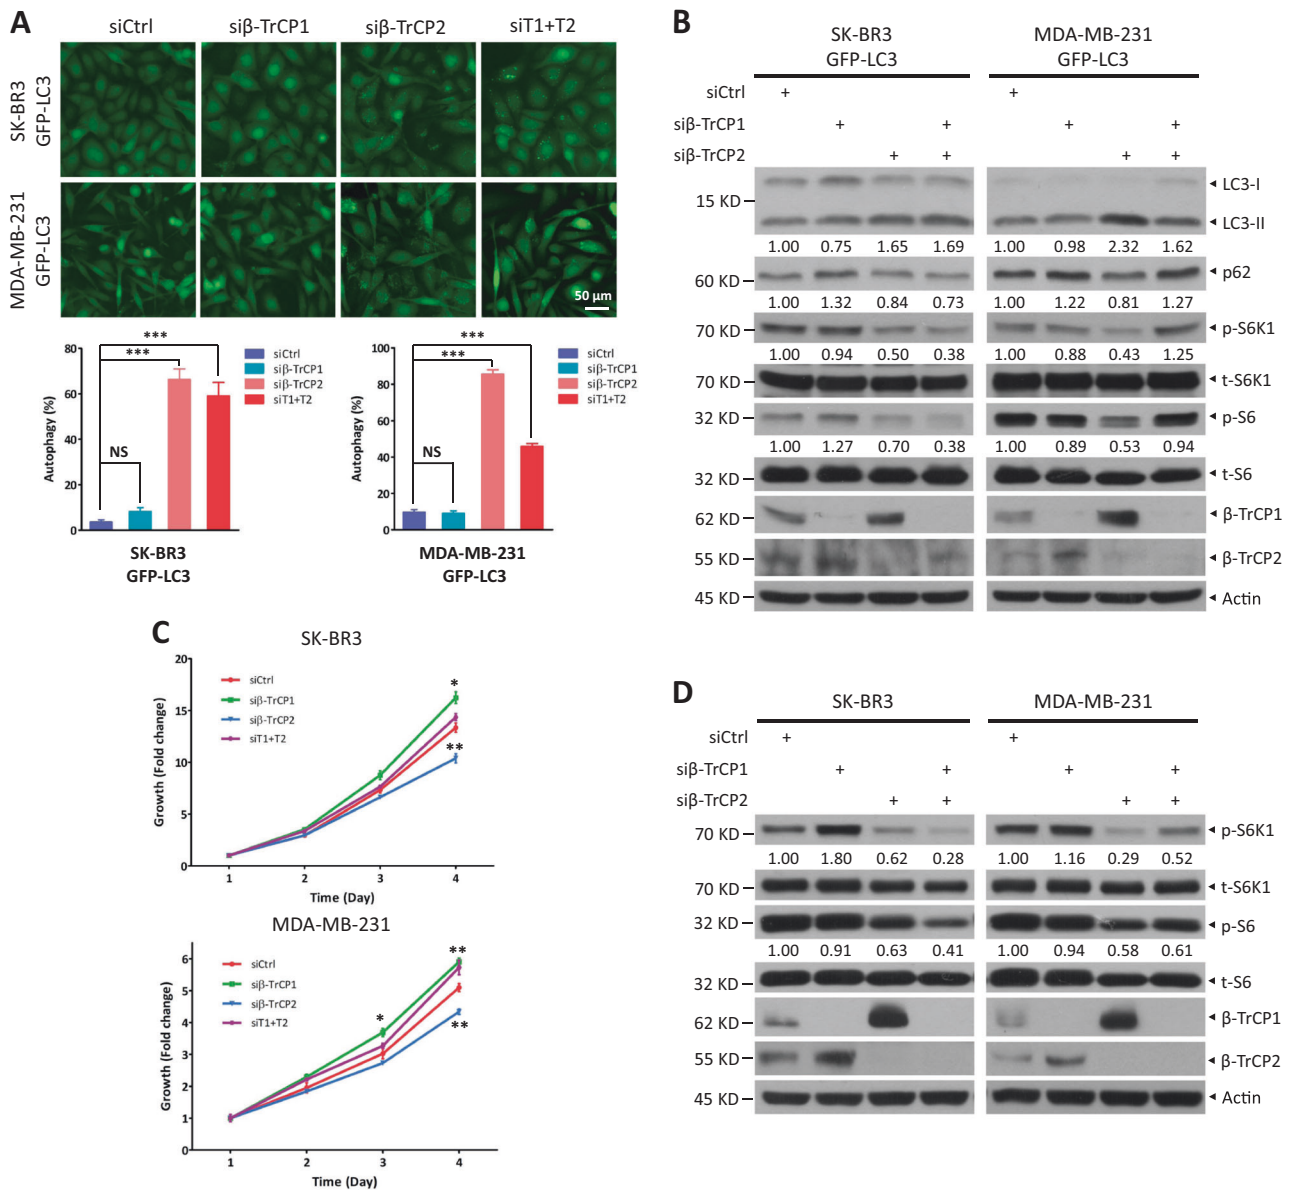 A
siCtrl siβ-TrCP1 siβ-TrCP2 siT1+T2
SK-BR3
GFP-LC3
MDA-MB-231
GFP-LC3
50 μm
***
***
NS
80
60
40
20
0
Autophagy (%)
siCtrl
siβ-TrCP1
siβ-TrCP2
siT1+T2
SK-BR3
GFP-LC3
***
***
NS
100
80
60
40
20
0
Autophagy (%)
siCtrl
siβ-TrCP1
siβ-TrCP2
siT1+T2
MDA-MB-231
GFP-LC3
B
SK-BR3 MDA-MB-231
GFP-LC3 GFP-LC3
siCtrl + +
siβ-TrCP1 + + + +
siβ-TrCP2 + + + +
LC3-I
15 KD
LC3-II
1.00 0.75 1.65 1.69 1.00 0.98 2.32 1.62
60 KD p62
1.00 1.32 0.84 0.73 1.00 1.22 0.81 1.27
70 KD p-S6K1
1.00 0.94 0.50 0.38 1.00 0.88 0.43 1.25
70 KD t-S6K1
32 KD p-S6
1.00 1.27 0.70 0.38 1.00 0.89 0.53 0.94
32 KD t-S6
62 KD β-TrCP1
55 KD β-TrCP2
45 KD Actin
C
SK-BR3
20
15
10
5
0
Growth (Fold change)
siCtrl
siβ-TrCP1
siβ-TrCP2
siT1+T2
*
**
1 2 3 4
Time (Day)
MDA-MB-231
6
5
4
3
2
1
0
Growth (Fold change)
siCtrl
siβ-TrCP1
siβ-TrCP2
siT1+T2
*
**
**
1 2 3 4
Time (Day)
D
SK-BR3 MDA-MB-231
siCtrl + +
siβ-TrCP1 + + + +
siβ-TrCP2 + + + +
70 KD p-S6K1
1.00 1.80 0.62 0.28 1.00 1.16 0.29 0.52
70 KD t-S6K1
32 KD p-S6
1.00 0.91 0.63 0.41 1.00 0.94 0.58 0.61
32 KD t-S6
62 KD β-TrCP1
55 KD β-TrCP2
45 KD Actin